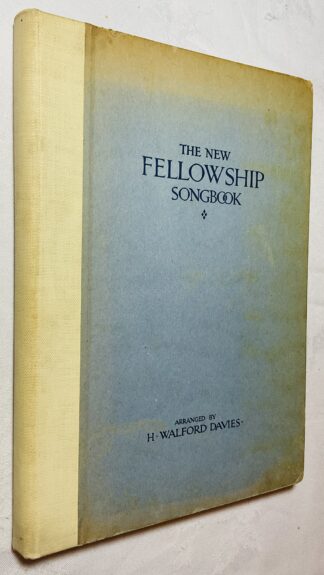 THE NEW
FELLOWSHIP
SONGBOOK
ARRANGED BY
H · WALFORD DAVIES ·